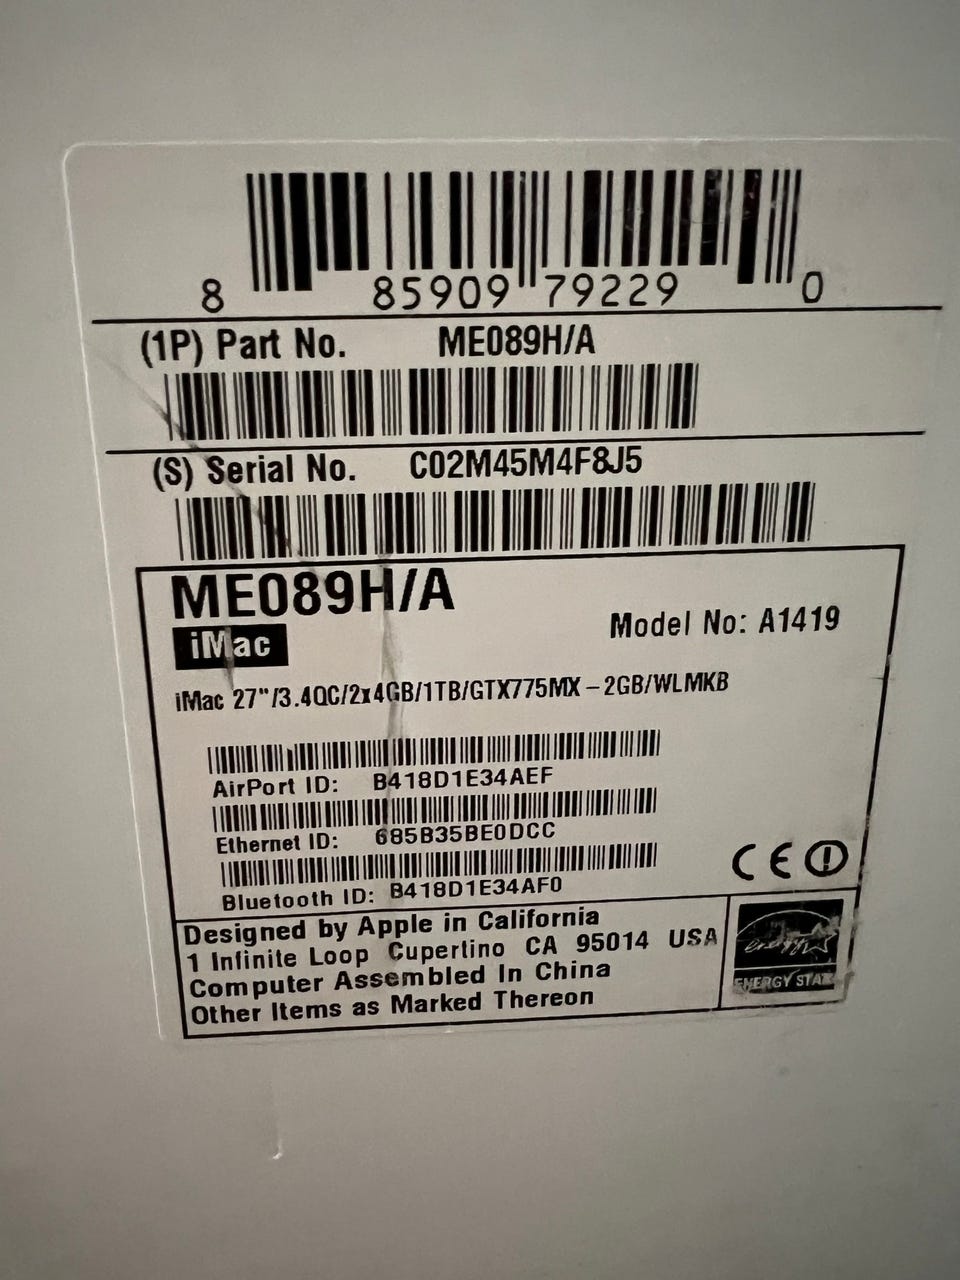 8 85909 79229 0
(1P) Part No. ME089H/A
(S) Serial No. C02M45M4F8J5
ME089H/A
iMac
Model No: A1419
iMac 27"/3.4QC/2x4GB/1TB/GTX775MX – 2GB/WLMKB
AirPort ID: B418D1E34AEF
Ethernet ID: 685B35BE0DCC
Bluetooth ID: B418D1E34AF0
CE
Designed by Apple in California
1 Infinite Loop Cupertino CA 95014 USA
Computer Assembled In China
Other Items as Marked Thereon
energy
ENERGY STAR